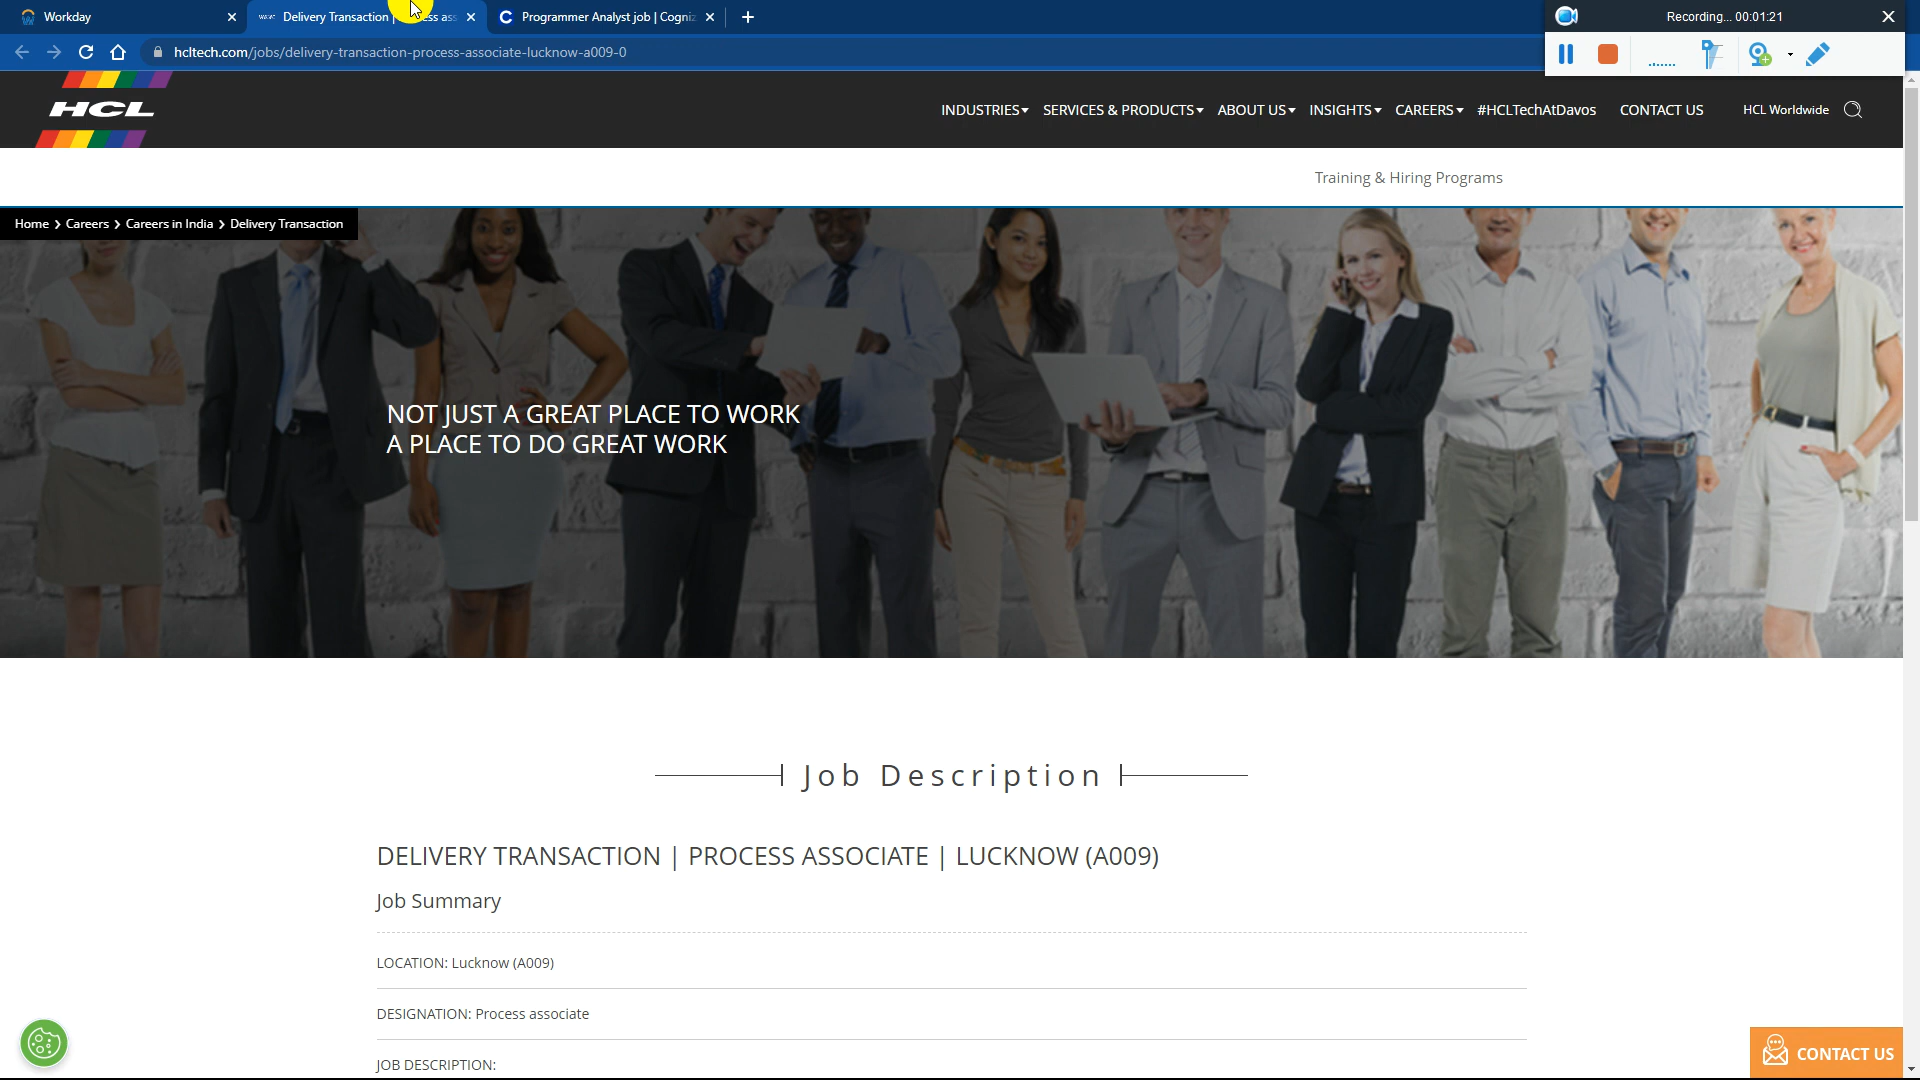 Workday
Delivery Transaction | ess ass
Programmer Analyst job | Cogniz
Recording... 00:01:21
hcltech.com/jobs/delivery-transaction-process-associate-lucknow-a009-0
HCL
INDUSTRIES
SERVICES & PRODUCTS
ABOUT US
INSIGHTS
CAREERS
#HCLTechAtDavos
CONTACT US
HCL Worldwide
Training & Hiring Programs
Home > Careers > Careers in India > Delivery Transaction
NOT JUST A GREAT PLACE TO WORK
A PLACE TO DO GREAT WORK
Job Description
DELIVERY TRANSACTION | PROCESS ASSOCIATE | LUCKNOW (A009)
Job Summary
LOCATION: Lucknow (A009)
DESIGNATION: Process associate
JOB DESCRIPTION:
CONTACT US